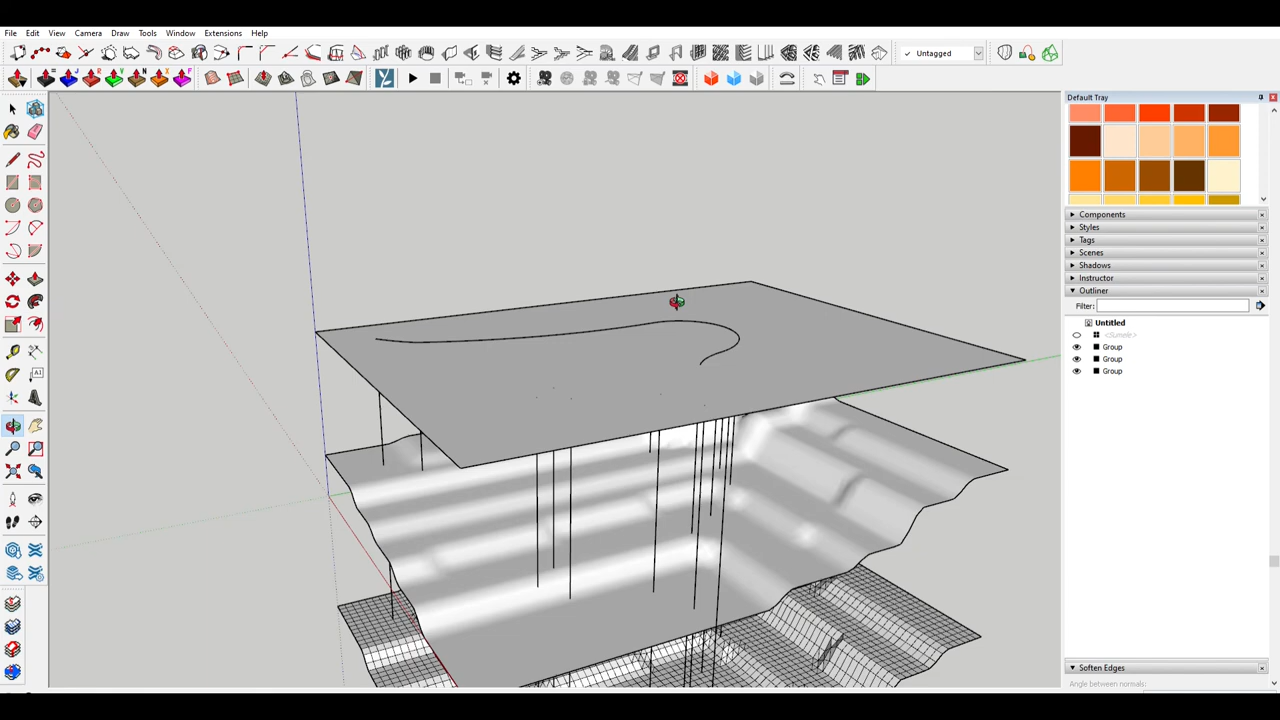 File Edit View Camera Draw Tools Window Extensions Help
✓ Untagged
Default Tray
Components
Styles
Tags
Scenes
Shadows
Instructor
Outliner
Filter:
Untitled
Group
Group
Group
Soften Edges
Angle between normals: